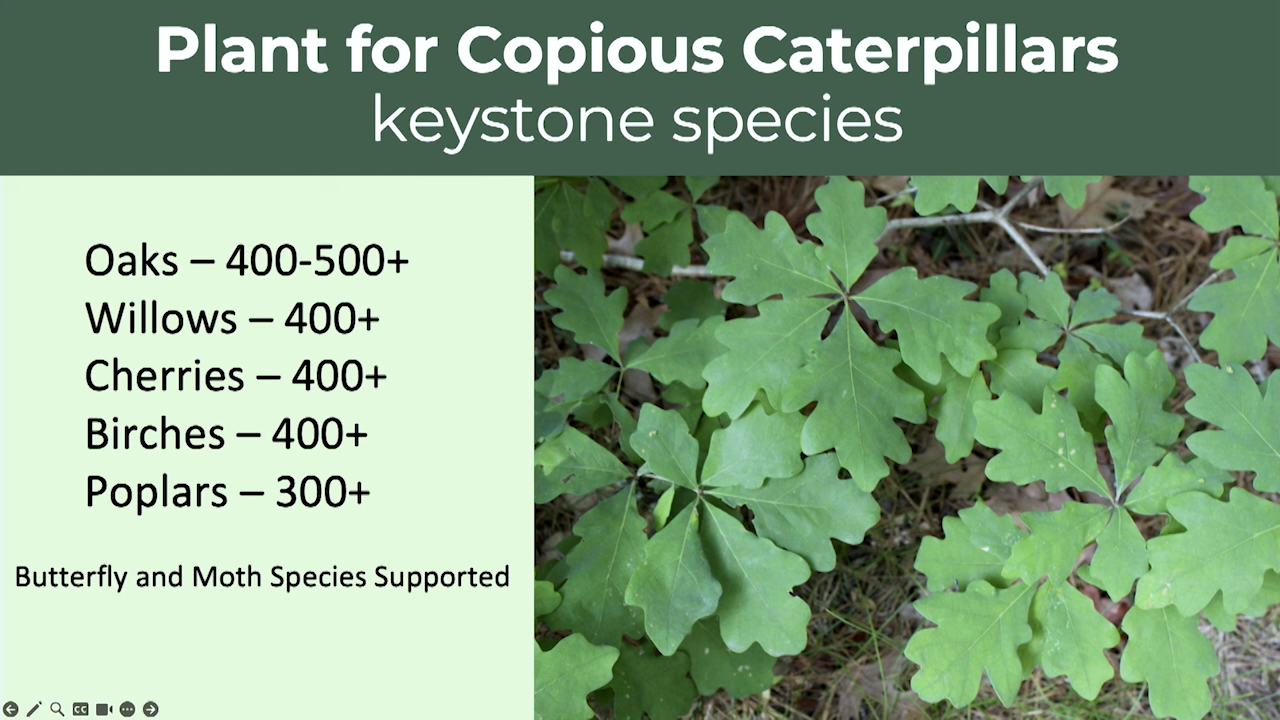 Plant for Copious Caterpillars
keystone species
Oaks – 400-500+
Willows – 400+
Cherries – 400+
Birches – 400+
Poplars – 300+
Butterfly and Moth Species Supported
CC